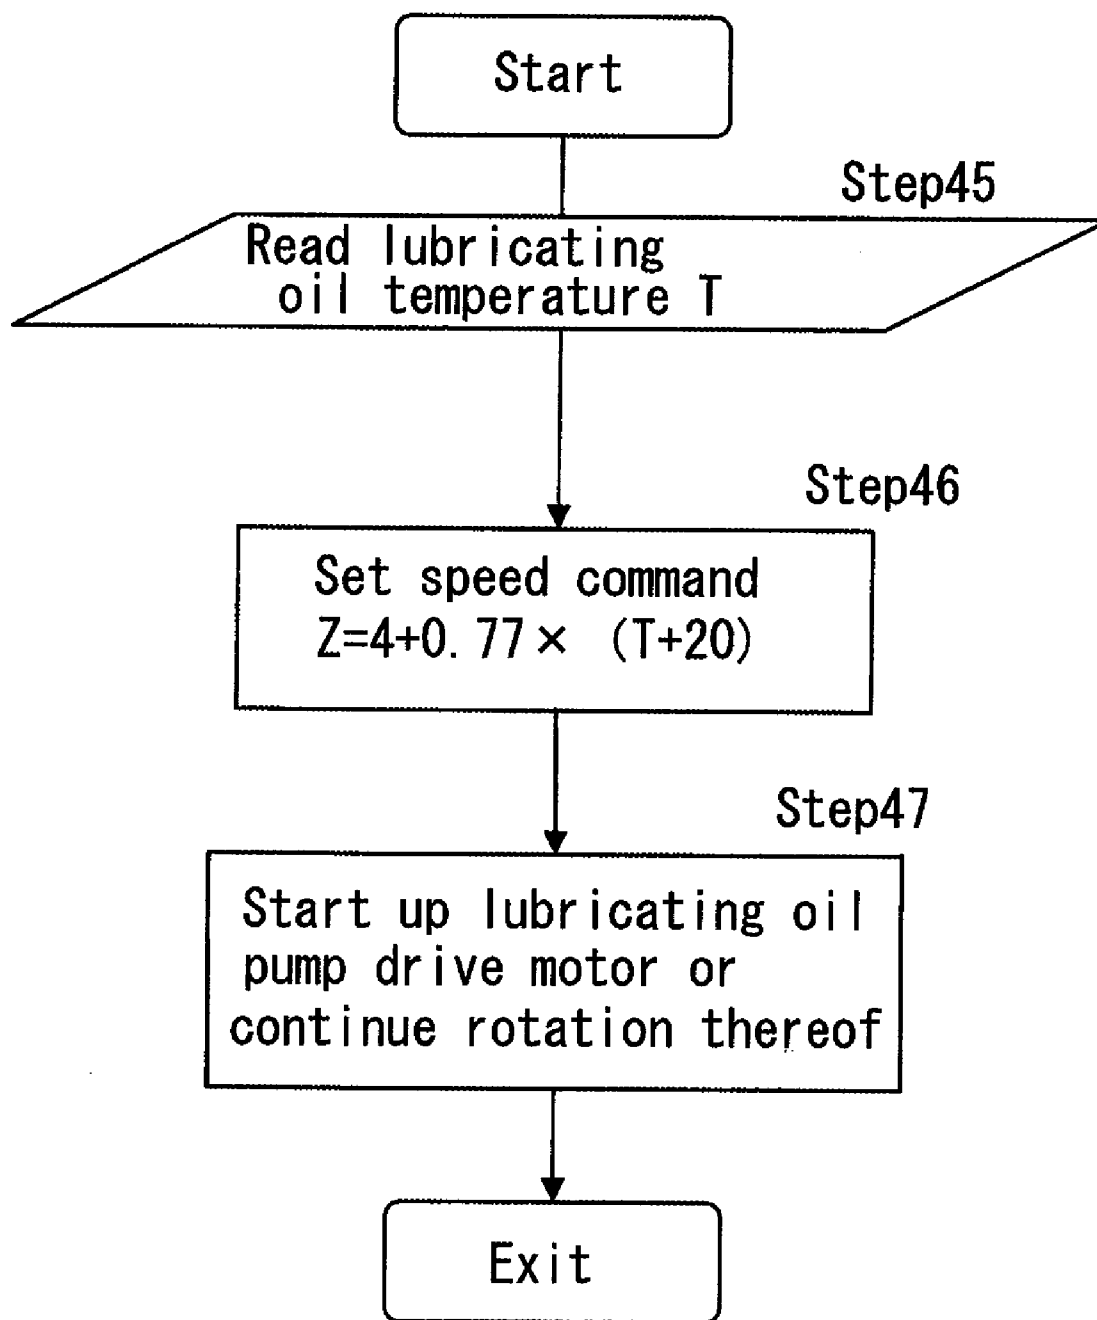 Start
Step45
Read lubricating
oil temperature T
Step46
Set speed command
Z=4+0.77× (T+20)
Step47
Start up lubricating oil
pump drive motor or
continue rotation thereof
Exit